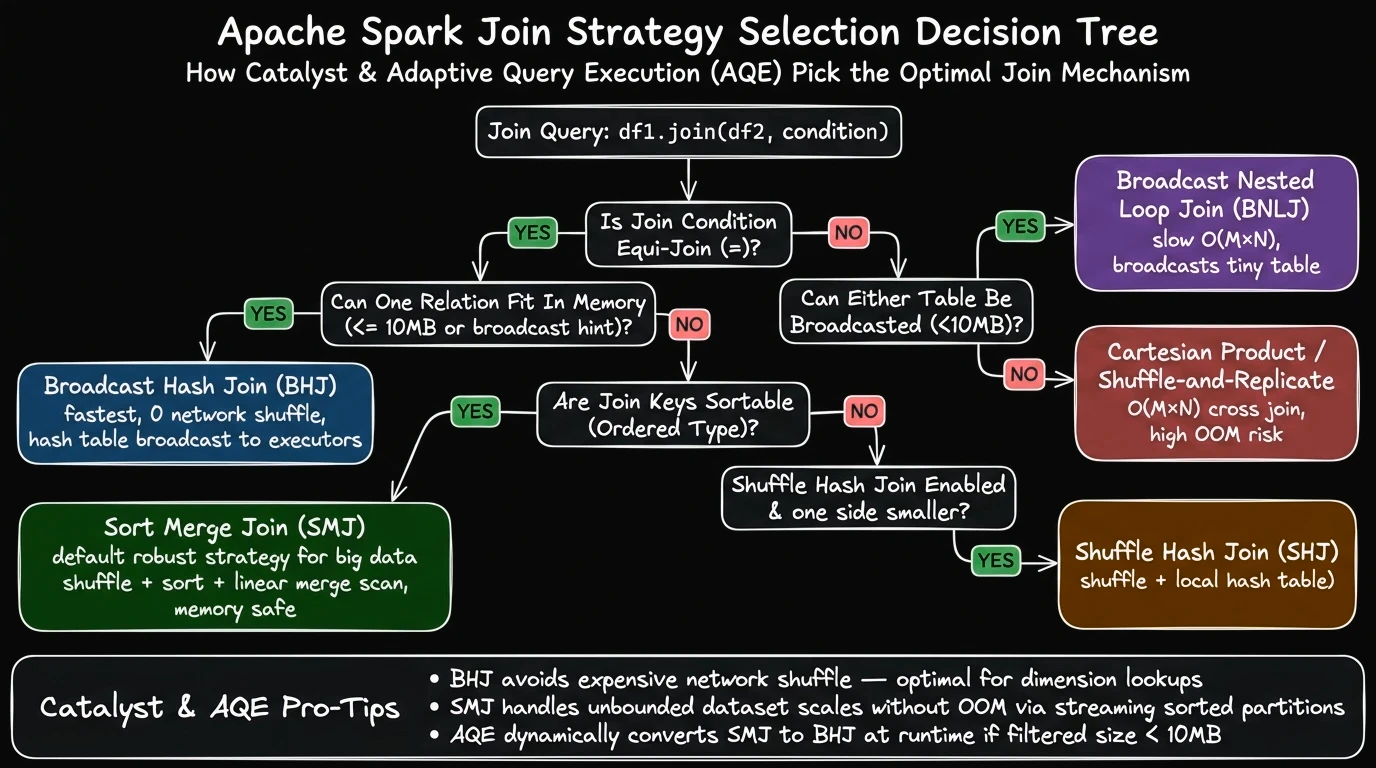 Apache Spark Join Strategy Selection Decision Tree
How Catalyst & Adaptive Query Execution (AQE) Pick the Optimal Join Mechanism
Join Query: df1.join(df2, condition)
Is Join Condition
Equi-Join (=)?
YES
NO
Can One Relation Fit In Memory
(<= 10MB or broadcast hint)?
YES
NO
Can Either Table Be
Broadcasted (<10MB)?
YES
NO
Broadcast Nested
Loop Join (BNLJ)
slow O(M×N),
broadcasts tiny table
Cartesian Product /
Shuffle-and-Replicate
O(M×N) cross join,
high OOM risk
Broadcast Hash Join (BHJ)
fastest, 0 network shuffle,
hash table broadcast to executors
Are Join Keys Sortable
(Ordered Type)?
YES
NO
Shuffle Hash Join Enabled
& one side smaller?
YES
Sort Merge Join (SMJ)
default robust strategy for big data
shuffle + sort + linear merge scan,
memory safe
Shuffle Hash Join (SHJ)
shuffle + local hash table)
Catalyst & AQE Pro-Tips
• BHJ avoids expensive network shuffle — optimal for dimension lookups
• SMJ handles unbounded dataset scales without OOM via streaming sorted partitions
• AQE dynamically converts SMJ to BHJ at runtime if filtered size < 10MB